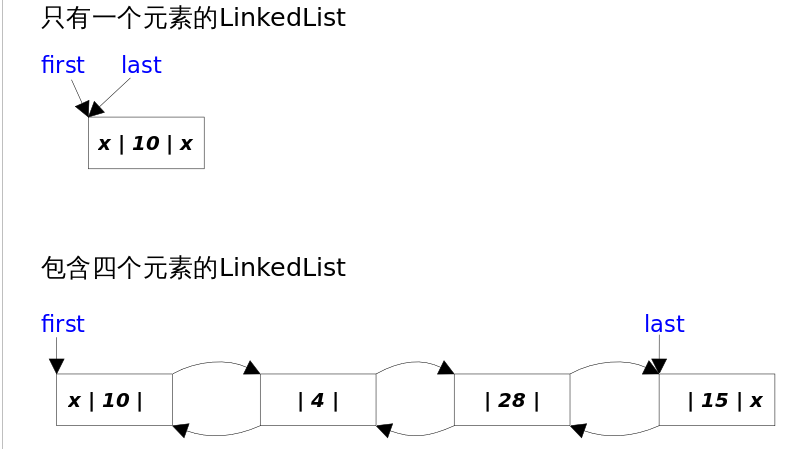 只有一个元素的LinkedList
first last
x | 10 | x
包含四个元素的LinkedList
first last
x | 10 | | 4 | | 28 | | 15 | x